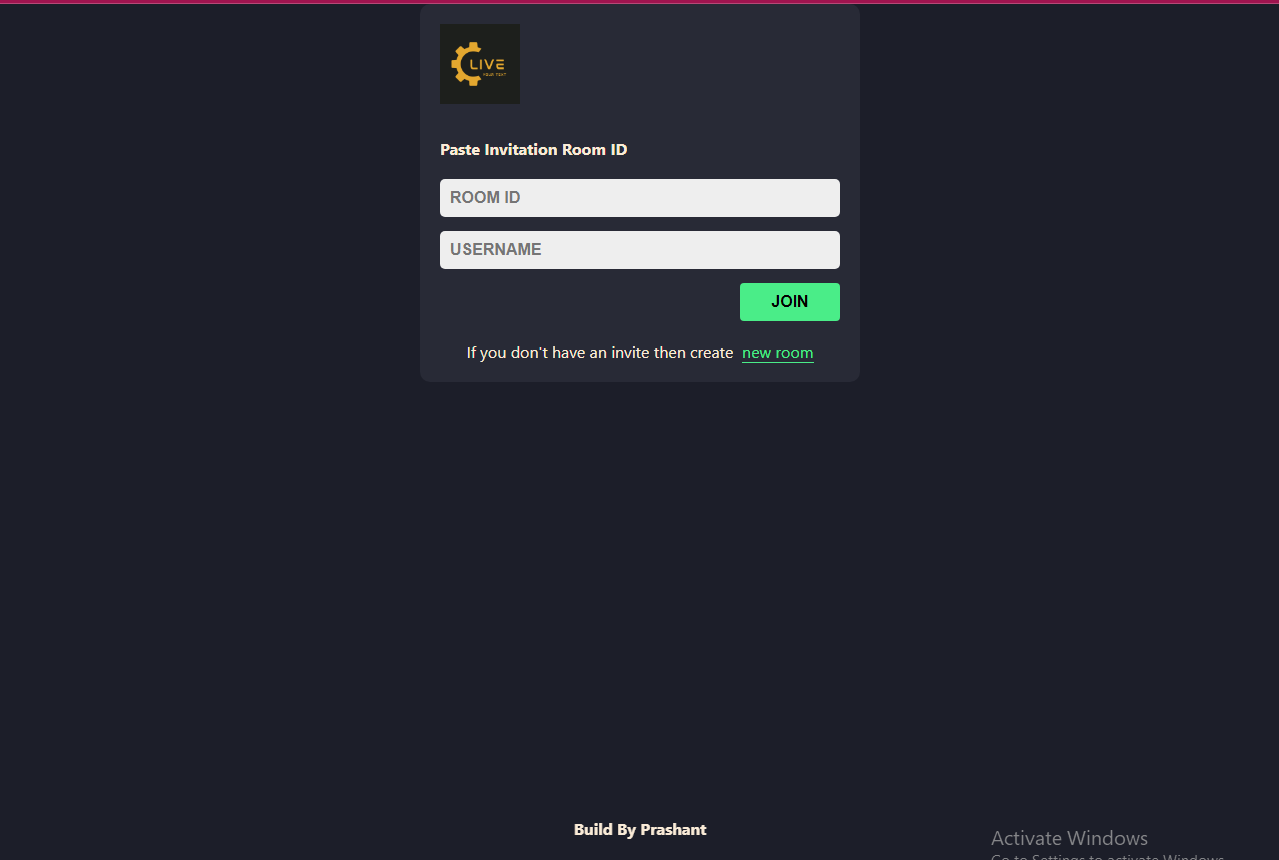 LIVE
YOUR TEXT
Paste Invitation Room ID
ROOM ID
USERNAME
JOIN
If you don't have an invite then create new room
Build By Prashant
Activate Windows
Go to Settings to activate Windows.